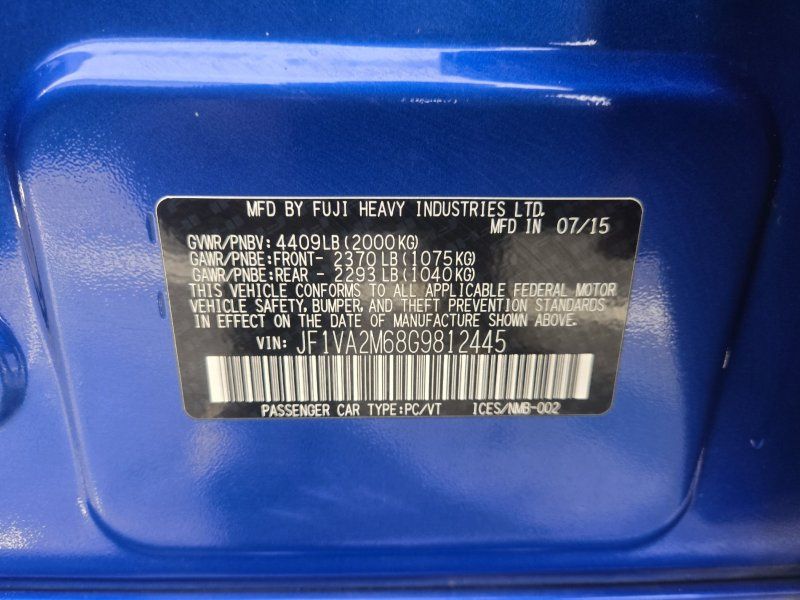 MFD BY FUJI HEAVY INDUSTRIES LTD.
MFD IN 07/15
GVWR/PNBV: 4409LB (2000KG)
GAWR/PNBE:FRONT- 2370LB (1075KG)
GAWR/PNBE:REAR - 2293LB (1040KG)
THIS VEHICLE CONFORMS TO ALL APPLICABLE FEDERAL MOTOR
VEHICLE SAFETY, BUMPER, AND THEFT PREVENTION STANDARDS
IN EFFECT ON THE DATE OF MANUFACTURE SHOWN ABOVE.
VIN: JF1VA2M68G9812445
PASSENGER CAR TYPE:PC/VT ICES/NMB-002